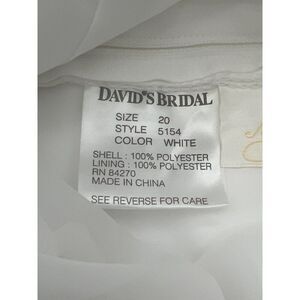 DAVID'S BRIDAL
SIZE 20
STYLE 5154
COLOR WHITE
SHELL : 100% POLYESTER
LINING : 100% POLYESTER
RN 84270
MADE IN CHINA
SEE REVERSE FOR CARE